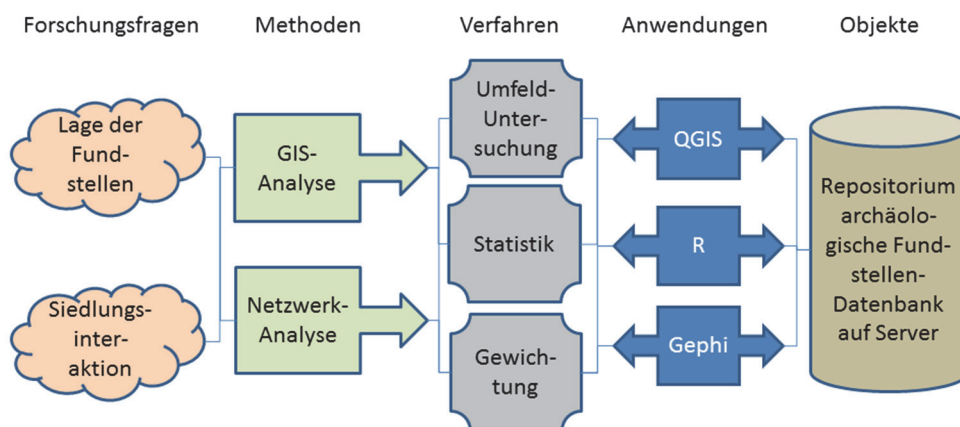 Forschungsfragen
Methoden
Verfahren
Anwendungen
Objekte
Lage der
Fund-
stellen
Siedlungs-
inter-
aktion
GIS-
Analyse
Netzwerk-
Analyse
Umfeld-
Unter-
suchung
Statistik
Gewich-
tung
QGIS
R
Gephi
Repositorium
archäolo-
gische Fund-
stellen-
Datenbank
auf Server